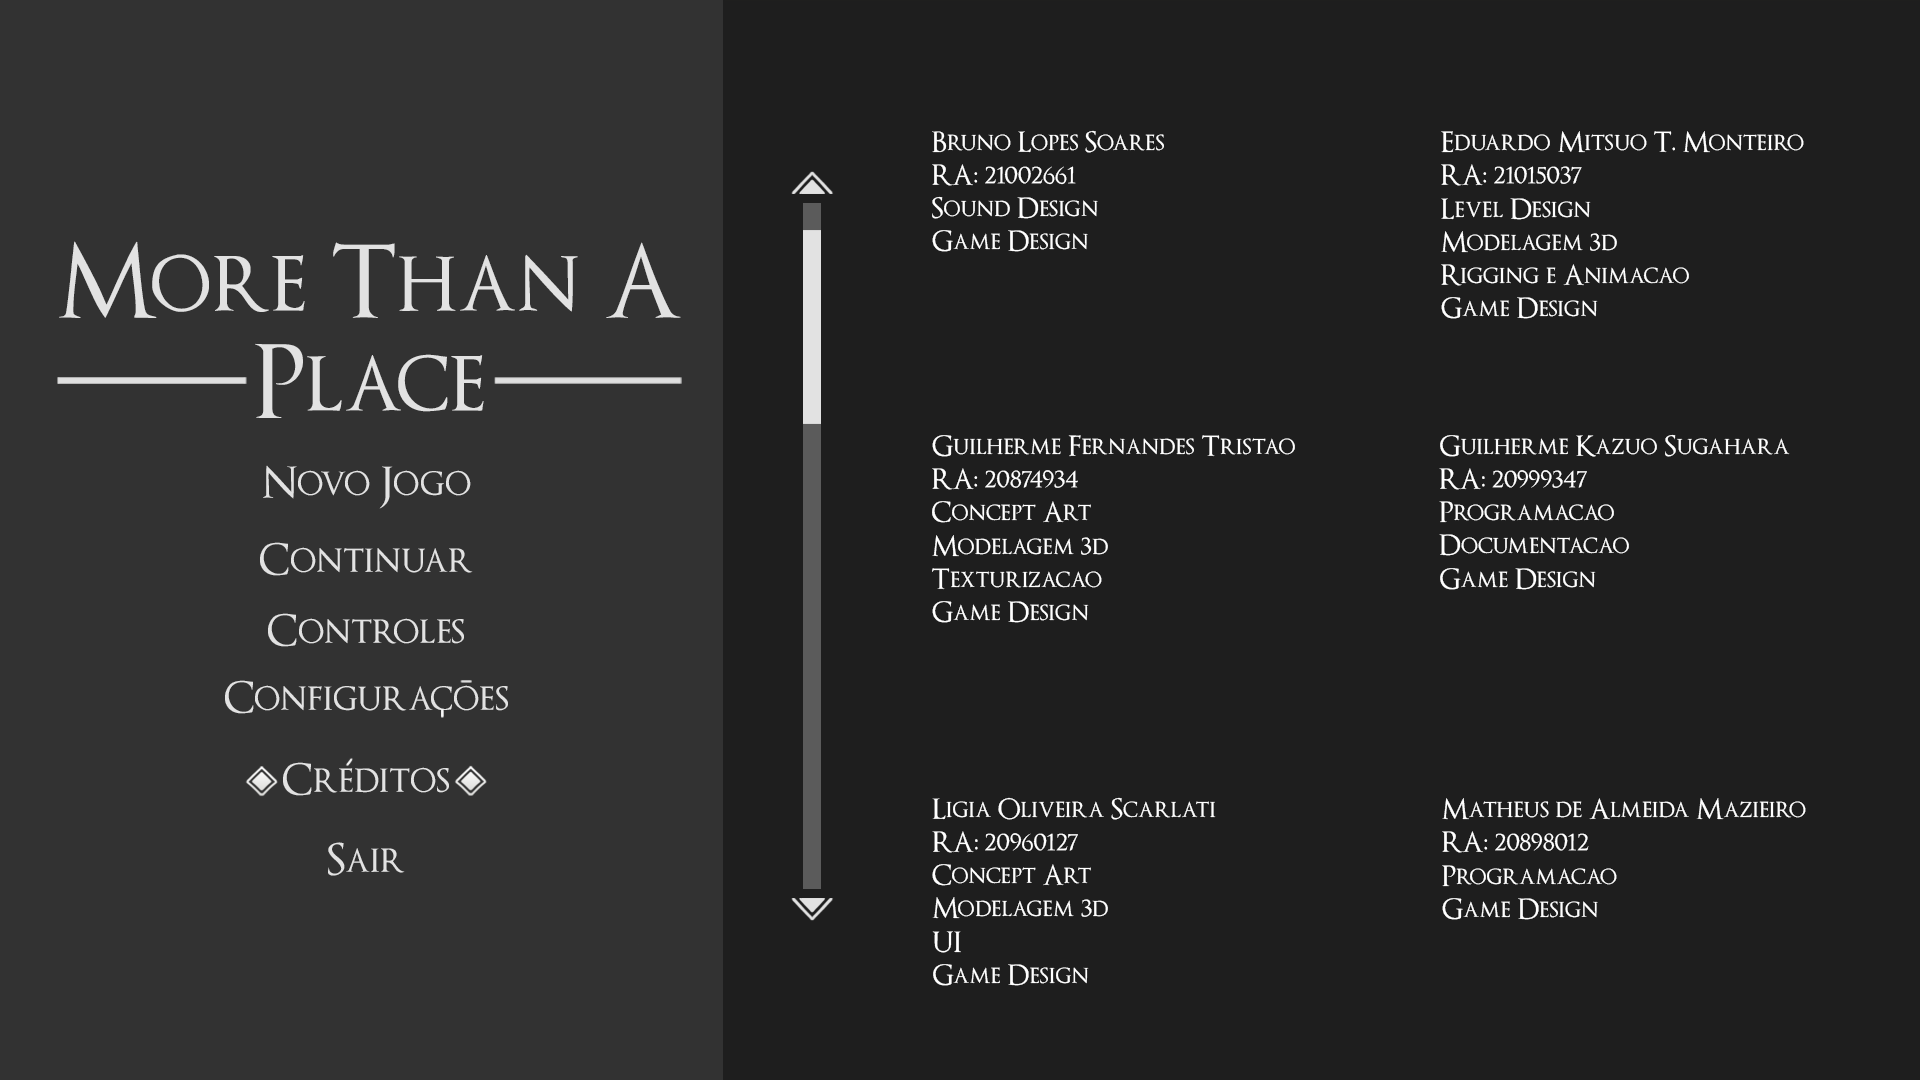 More Than A
Place
Novo Jogo
Continuar
Controles
Configurações
Créditos
Sair
Bruno Lopes Soares
RA: 21002661
Sound Design
Game Design
Eduardo Mitsuo T. Monteiro
RA: 21015037
Level Design
Modelagem 3D
Rigging e Animacao
Game Design
Guilherme Fernandes Tristao
RA: 20874934
Concept Art
Modelagem 3D
Texturizacao
Game Design
Guilherme Kazuo Sugahara
RA: 20999347
Programacao
Documentacao
Game Design
Ligia Oliveira Scarlati
RA: 20960127
Concept Art
Modelagem 3D
UI
Game Design
Matheus de Almeida Mazieiro
RA: 20898012
Programacao
Game Design